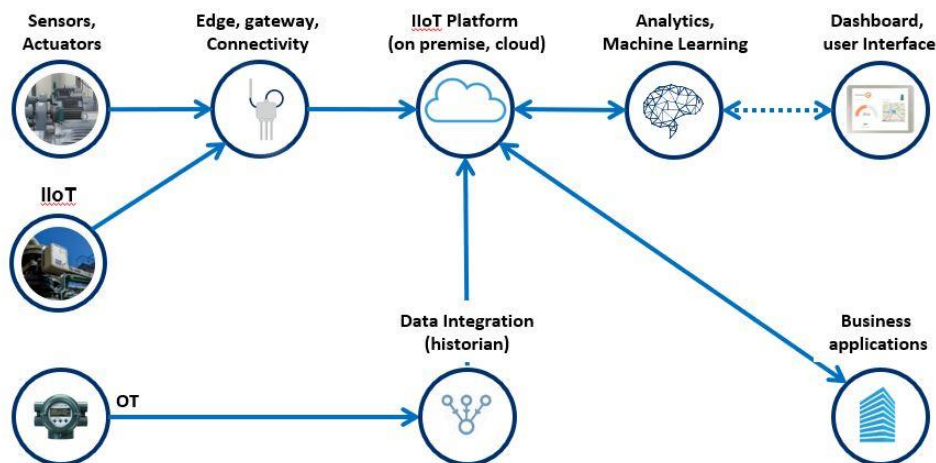 Sensors,
Actuators
Edge, gateway,
Connectivity
IIoT Platform
(on premise, cloud)
Analytics,
Machine Learning
Dashboard,
user Interface
IIoT
Data Integration
(historian)
Business
applications
OT